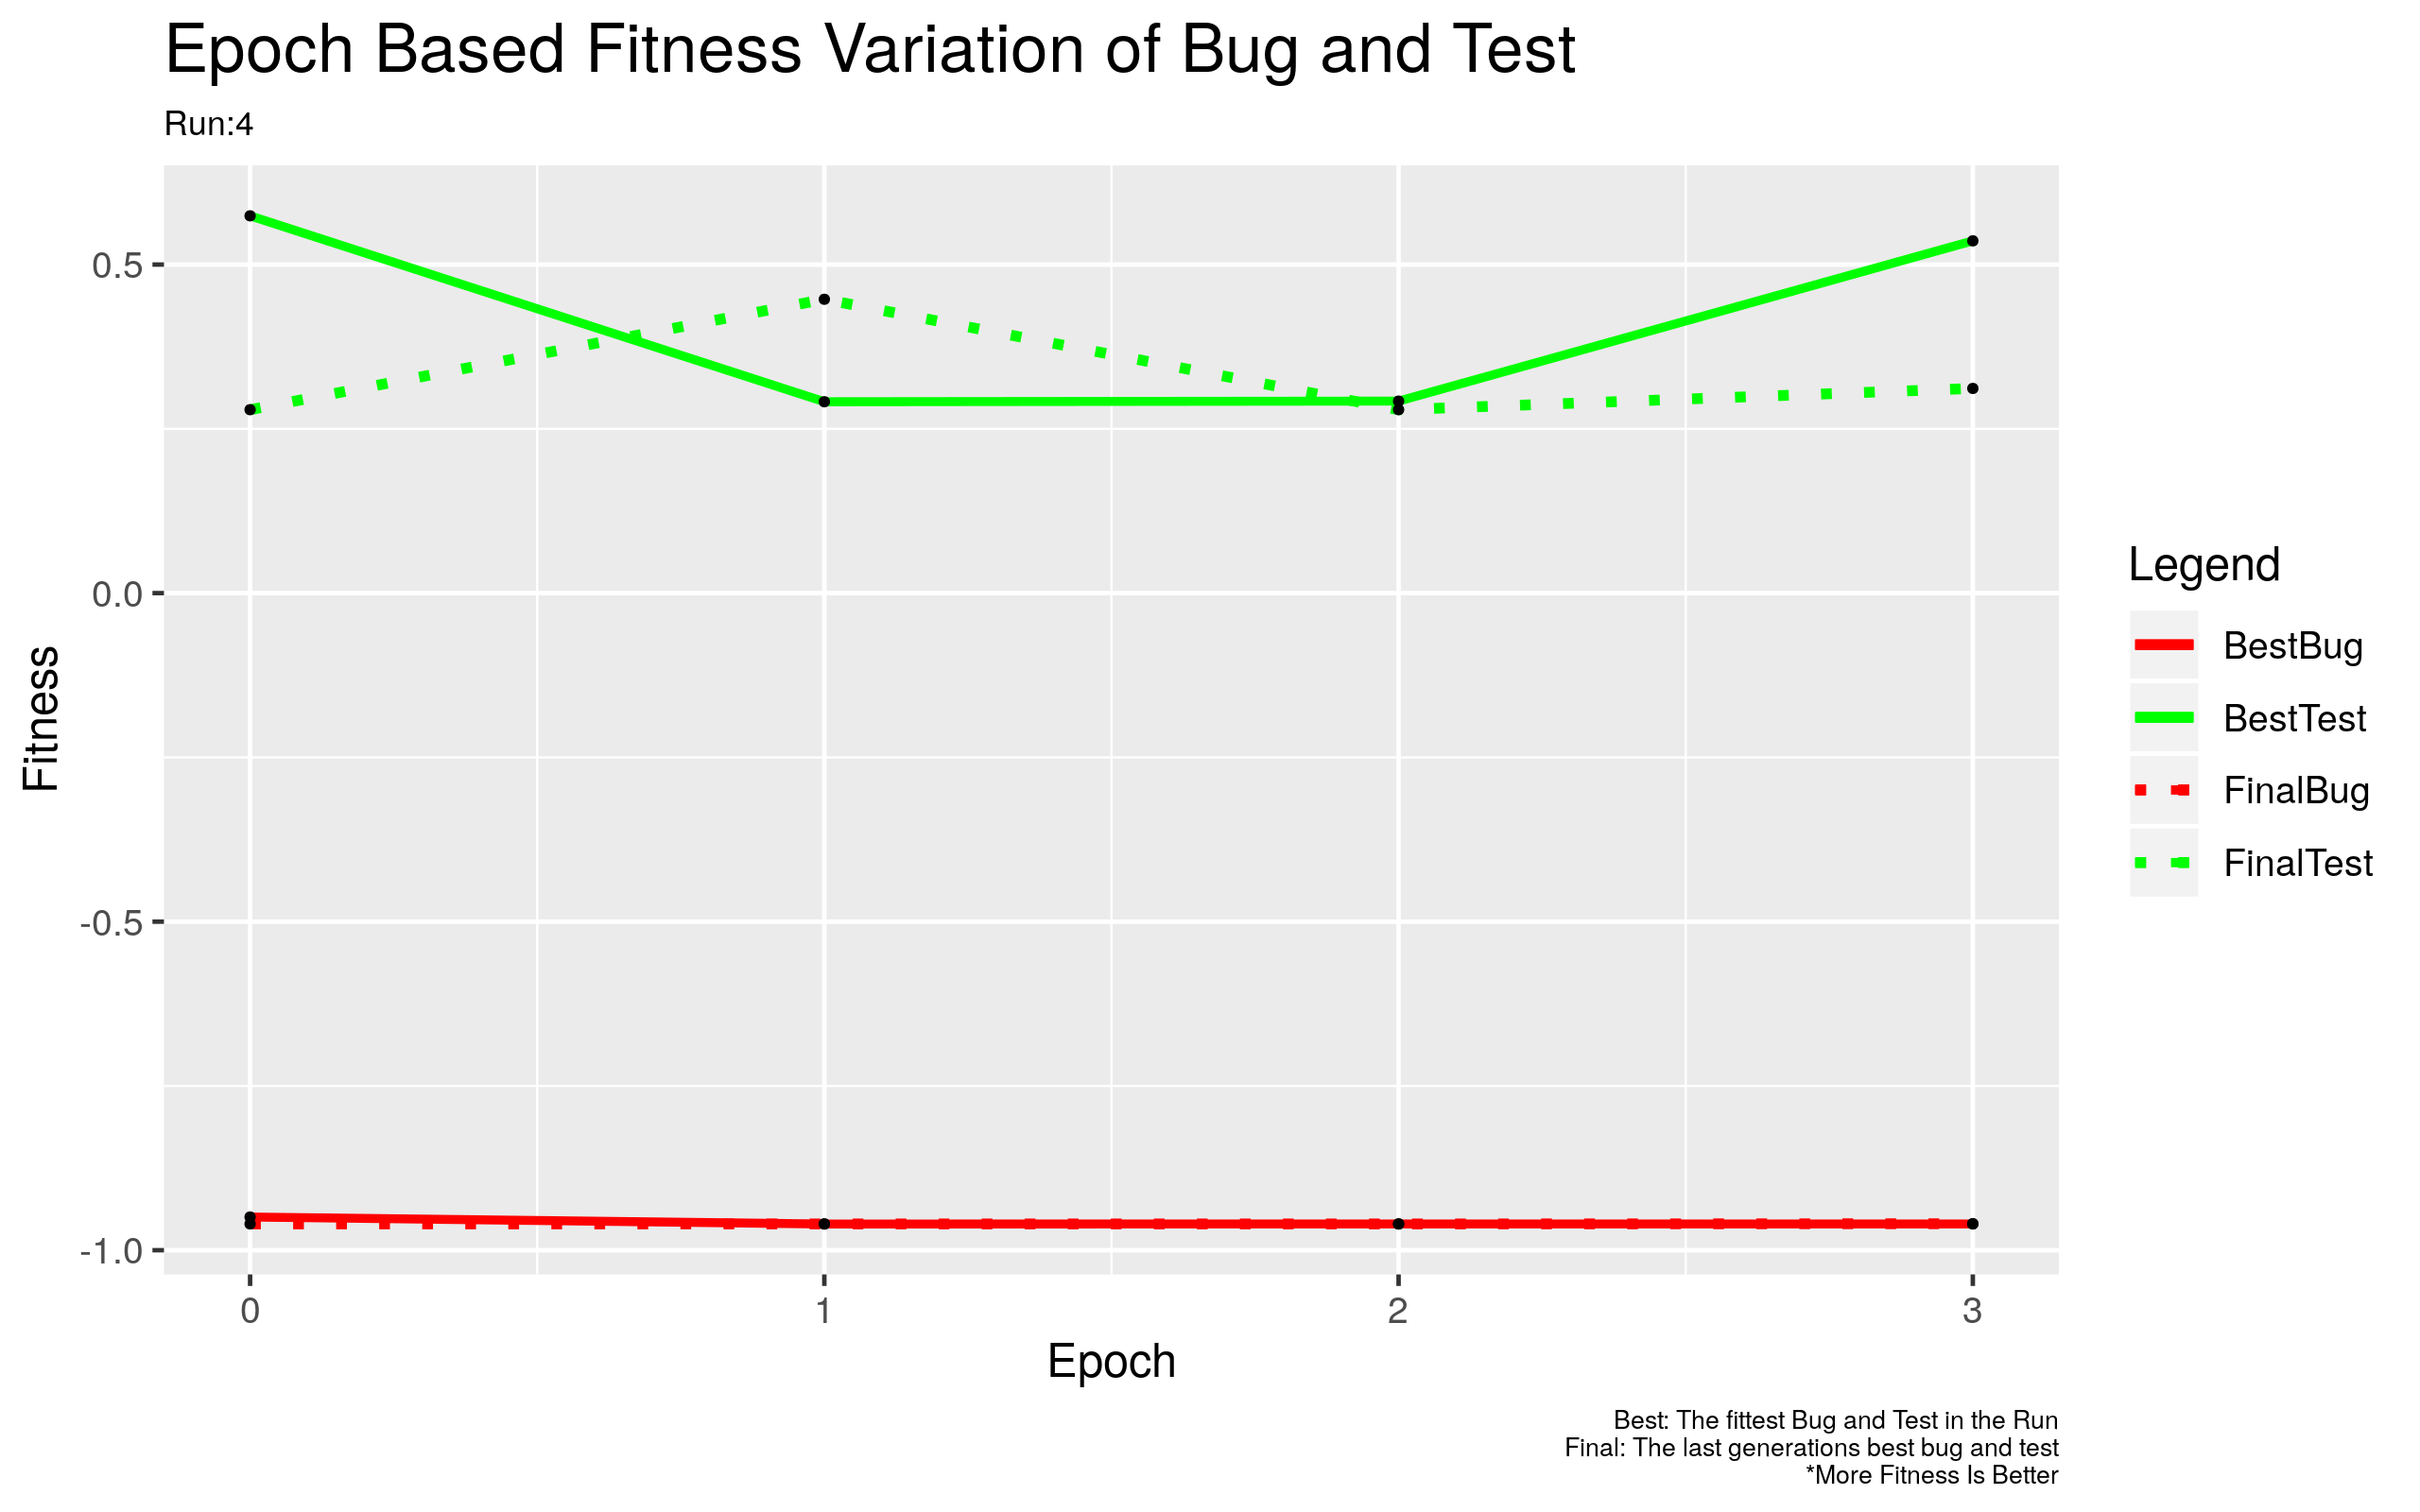 Epoch Based Fitness Variation of Bug and Test
Run:4
Fitness
0.5
0.0
-0.5
-1.0
0
1
2
3
Epoch
Legend
BestBug
BestTest
FinalBug
FinalTest
Best: The fittest Bug and Test in the Run
Final: The last generations best bug and test
*More Fitness Is Better